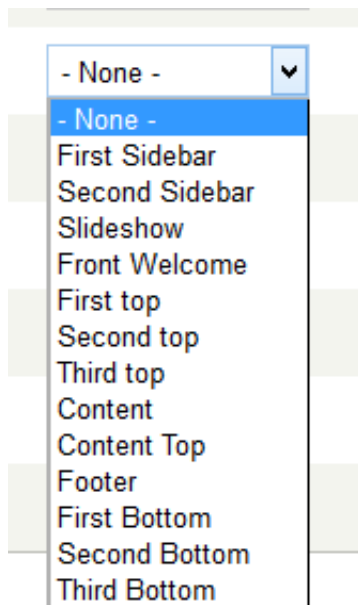 - None -
- None -
First Sidebar
Second Sidebar
Slideshow
Front Welcome
First top
Second top
Third top
Content
Content Top
Footer
First Bottom
Second Bottom
Third Bottom